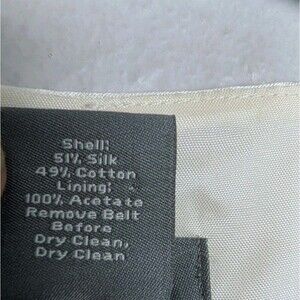 Shell:
51% Silk
49% Cotton
Lining:
100% Acetate
Remove Belt
Before
Dry Clean,
Dry Clean